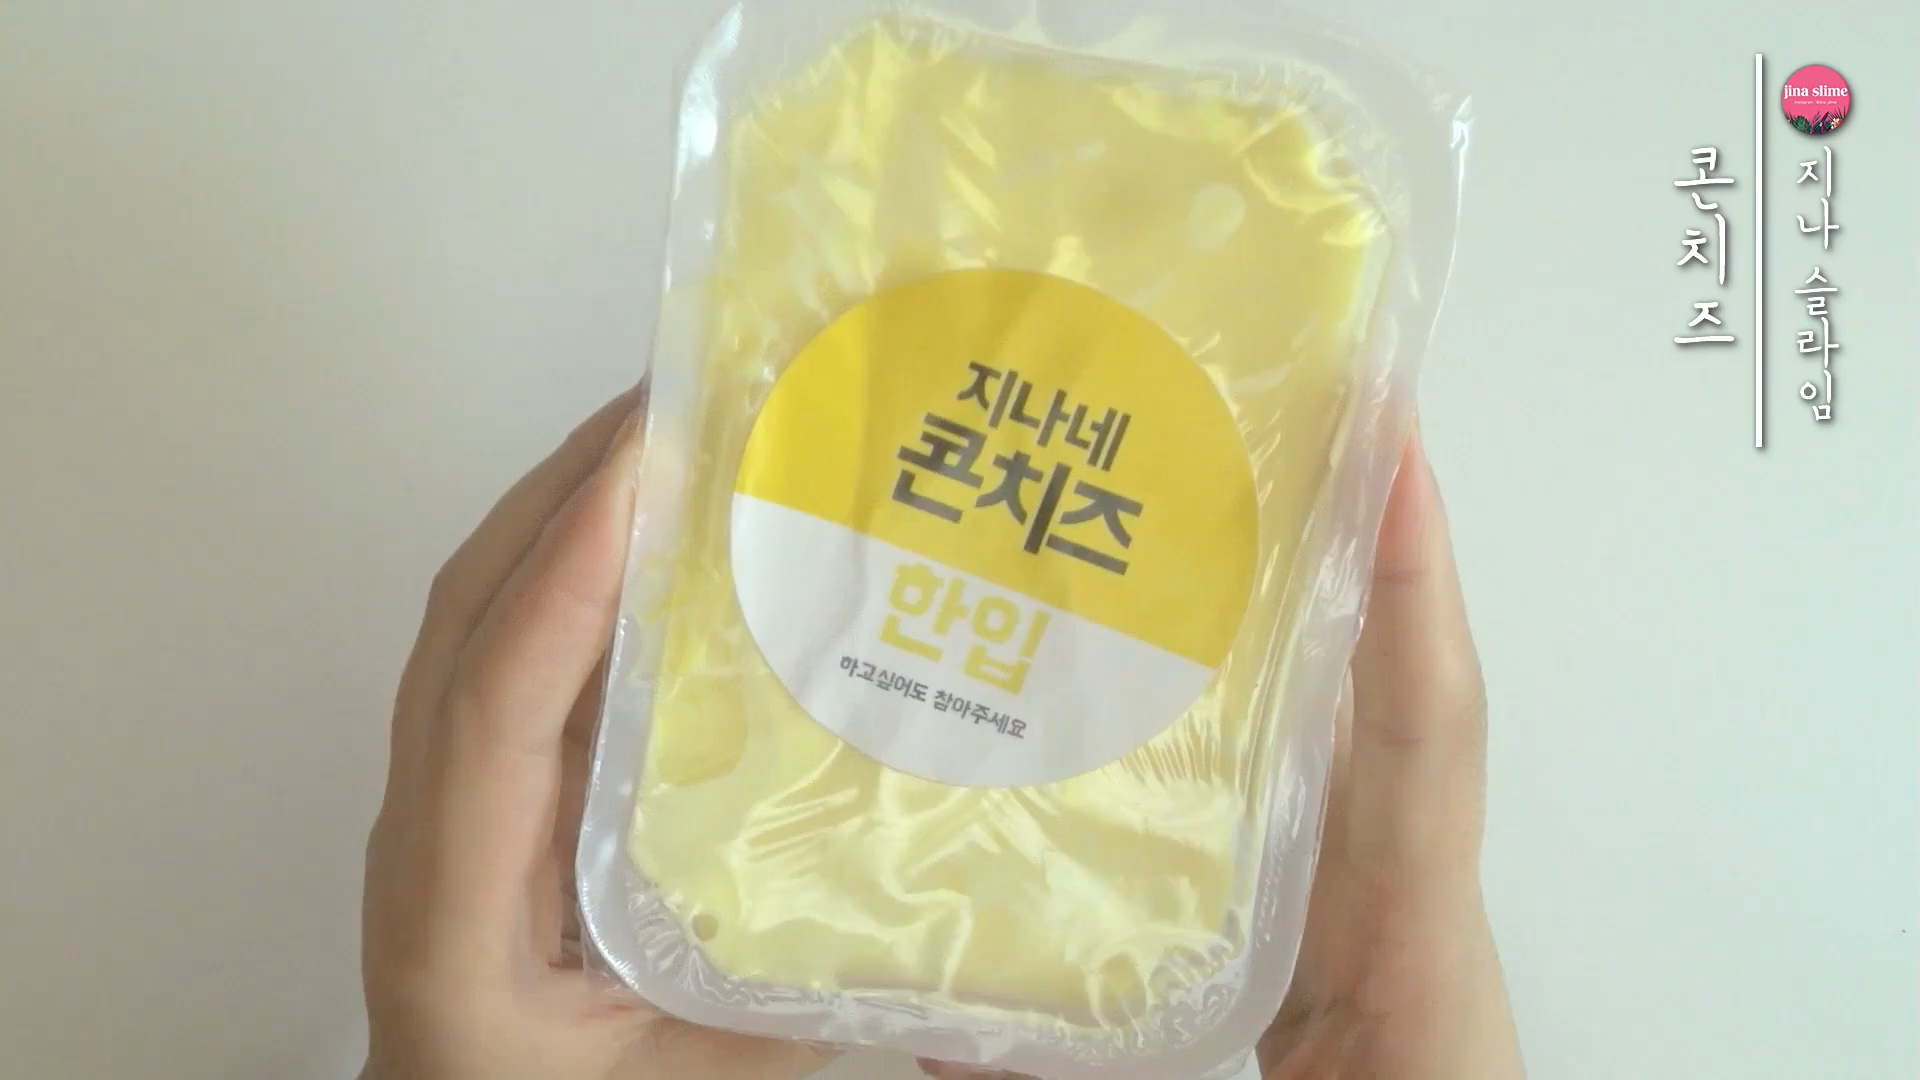 지나네
콘치즈
한입
하고싶어도 참아주세요
jina slime
지나 슬라임
콘치즈